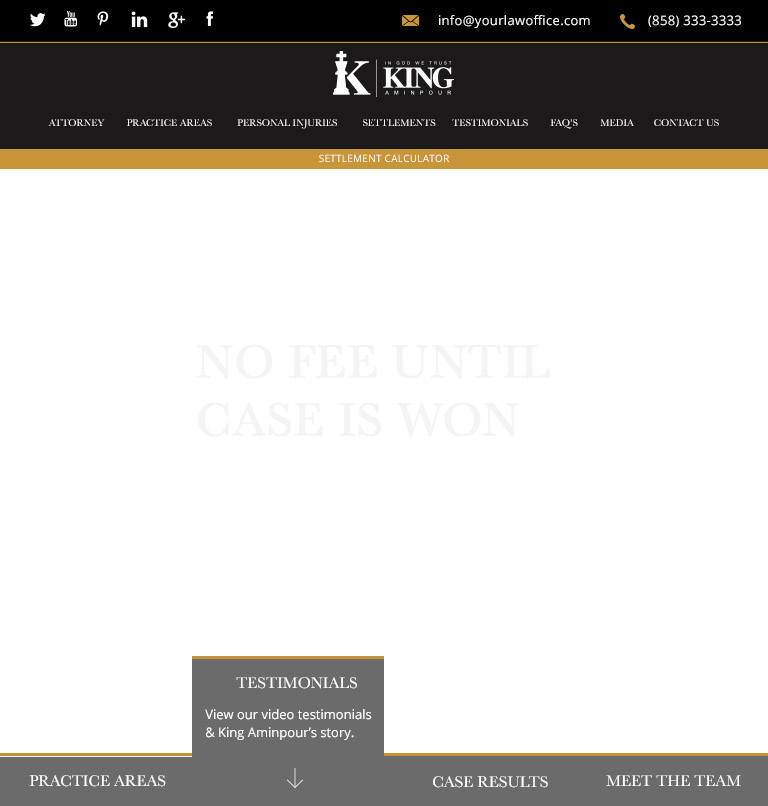 info@yourlawoffice.com (858) 333-3333
IN GOD WE TRUST
KING
AMINPOUR
ATTORNEY PRACTICE AREAS PERSONAL INJURIES SETTLEMENTS TESTIMONIALS FAQ'S MEDIA CONTACT US
SETTLEMENT CALCULATOR
NO FEE UNTIL
CASE IS WON
TESTIMONIALS
View our video testimonials
& King Aminpour's story.
PRACTICE AREAS CASE RESULTS MEET THE TEAM